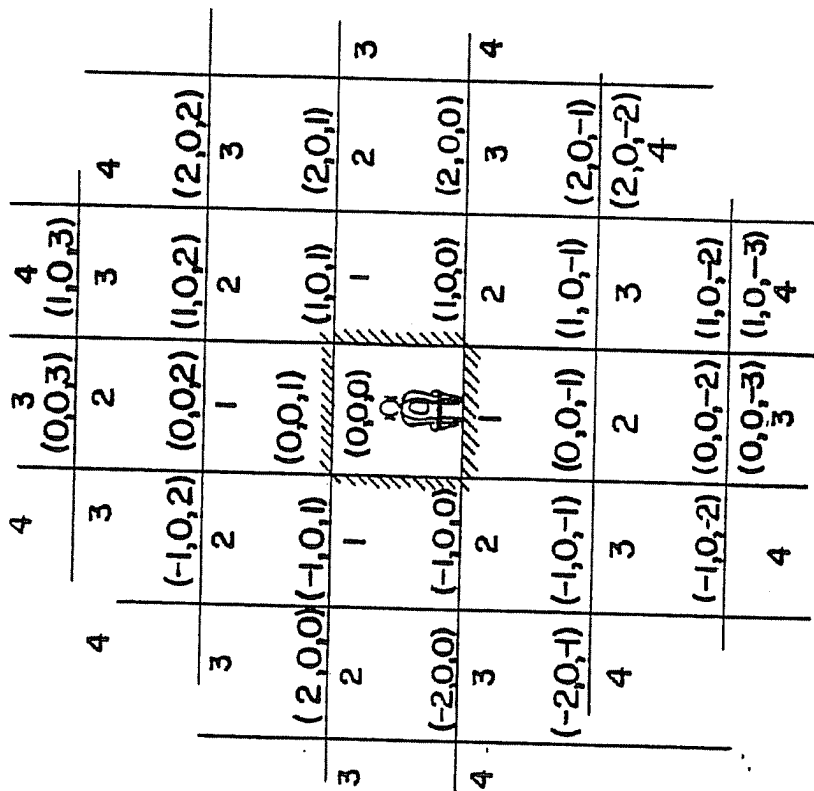 4 3 4
(0,0,3) (1,0,3)
4 3 2 3 4
(-1,0,2) (0,0,2) (1,0,2) (2,0,2)
3 2 1 2 3
(2,0,0) (-1,0,1) (0,0,1) (1,0,1) (2,0,1)
3 2 1 (0,0,0) 1 2 3
(-2,0,0) (-1,0,0) (1,0,0) (2,0,0)
4 3 2 1 2 3 4
(-2,0,-1) (-1,0,-1) (0,0,-1) (1,0,-1) (2,0,-1)
4 3 2 3 (2,0,-2)
4
(-1,0,-2) (0,0,-2) (1,0,-2)
4 (0,0,-3) (1,0,-3)
3 4